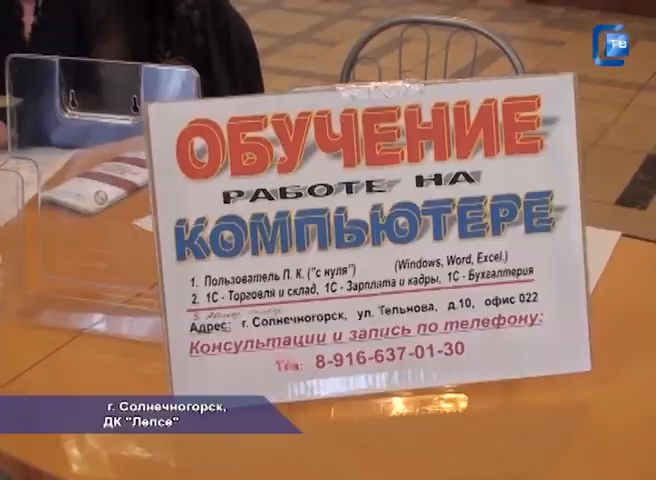 ТВ
ОБУЧЕНИЕ
РАБОТЕ НА
КОМПЬЮТЕРЕ
1. Пользователь П. К. ("с нуля") (Windows, Word, Excel.)
2. 1С - Торговля и склад, 1С - Зарплата и кадры, 1С - Бухгалтерия
Адрес: г. Солнечногорск, ул. Тельнова, д.10, офис 022
Консультации и запись по телефону:
Тел: 8-916-637-01-30
г. Солнечногорск,
ДК "Лепсе"